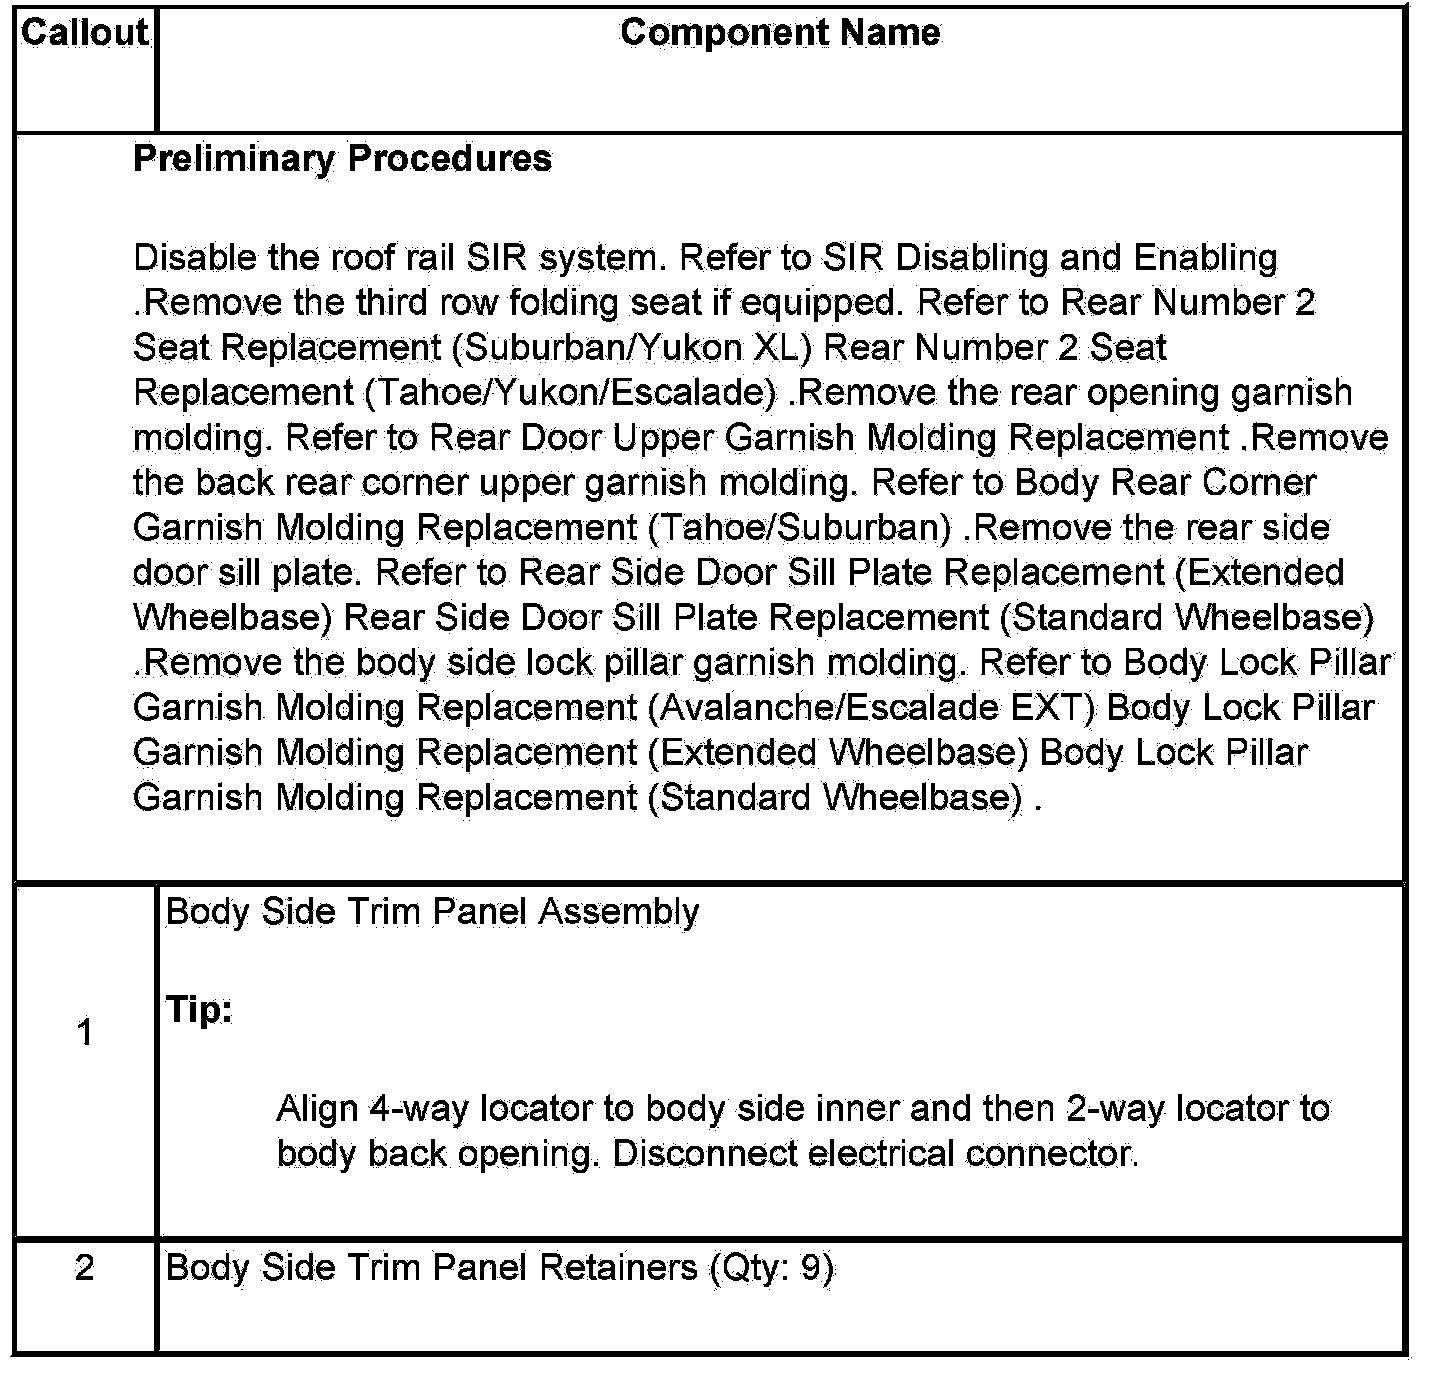 Callout Component Name
Preliminary Procedures
Disable the roof rail SIR system. Refer to SIR Disabling and Enabling
.Remove the third row folding seat if equipped. Refer to Rear Number 2
Seat Replacement (Suburban/Yukon XL) Rear Number 2 Seat
Replacement (Tahoe/Yukon/Escalade) .Remove the rear opening garnish
molding. Refer to Rear Door Upper Garnish Molding Replacement .Remove
the back rear corner upper garnish molding. Refer to Body Rear Corner
Garnish Molding Replacement (Tahoe/Suburban) .Remove the rear side
door sill plate. Refer to Rear Side Door Sill Plate Replacement (Extended
Wheelbase) Rear Side Door Sill Plate Replacement (Standard Wheelbase)
.Remove the body side lock pillar garnish molding. Refer to Body Lock Pillar
Garnish Molding Replacement (Avalanche/Escalade EXT) Body Lock Pillar
Garnish Molding Replacement (Extended Wheelbase) Body Lock Pillar
Garnish Molding Replacement (Standard Wheelbase) .
Body Side Trim Panel Assembly
Tip:
1
Align 4-way locator to body side inner and then 2-way locator to
body back opening. Disconnect electrical connector.
2 Body Side Trim Panel Retainers (Qty: 9)